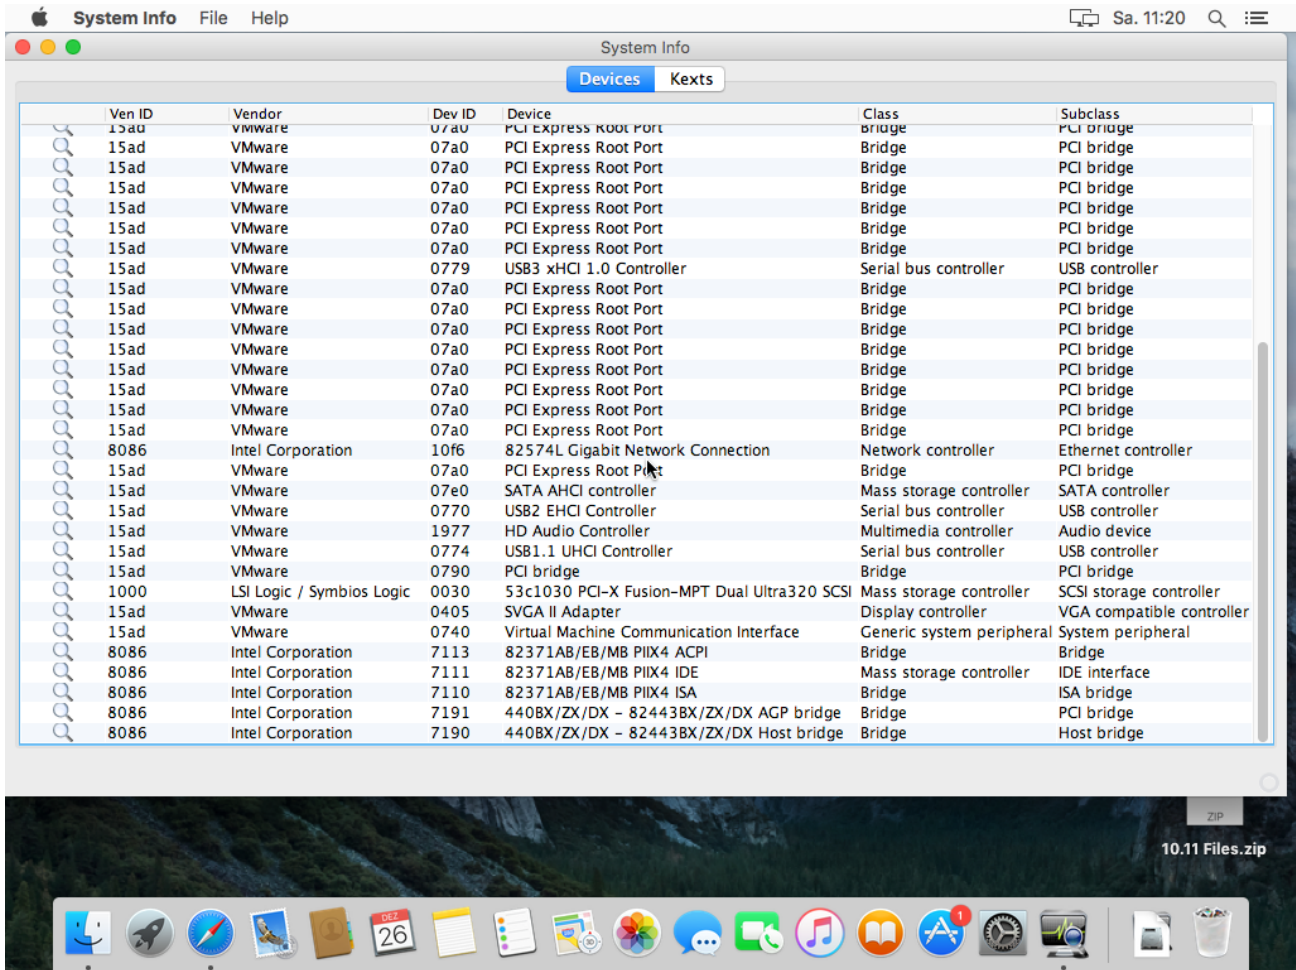 System Info File Help Sa. 11:20
System Info
Devices Kexts
Ven ID Vendor Dev ID Device Class Subclass
15ad VMware 07a0 PCI Express Root Port Bridge PCI bridge
15ad VMware 07a0 PCI Express Root Port Bridge PCI bridge
15ad VMware 07a0 PCI Express Root Port Bridge PCI bridge
15ad VMware 07a0 PCI Express Root Port Bridge PCI bridge
15ad VMware 07a0 PCI Express Root Port Bridge PCI bridge
15ad VMware 07a0 PCI Express Root Port Bridge PCI bridge
15ad VMware 07a0 PCI Express Root Port Bridge PCI bridge
15ad VMware 0779 USB3 xHCI 1.0 Controller Serial bus controller USB controller
15ad VMware 07a0 PCI Express Root Port Bridge PCI bridge
15ad VMware 07a0 PCI Express Root Port Bridge PCI bridge
15ad VMware 07a0 PCI Express Root Port Bridge PCI bridge
15ad VMware 07a0 PCI Express Root Port Bridge PCI bridge
15ad VMware 07a0 PCI Express Root Port Bridge PCI bridge
15ad VMware 07a0 PCI Express Root Port Bridge PCI bridge
15ad VMware 07a0 PCI Express Root Port Bridge PCI bridge
15ad VMware 07a0 PCI Express Root Port Bridge PCI bridge
8086 Intel Corporation 10f6 82574L Gigabit Network Connection Network controller Ethernet controller
15ad VMware 07a0 PCI Express Root Port Bridge PCI bridge
15ad VMware 07e0 SATA AHCI controller Mass storage controller SATA controller
15ad VMware 0770 USB2 EHCI Controller Serial bus controller USB controller
15ad VMware 1977 HD Audio Controller Multimedia controller Audio device
15ad VMware 0774 USB1.1 UHCI Controller Serial bus controller USB controller
15ad VMware 0790 PCI bridge Bridge PCI bridge
1000 LSI Logic / Symbios Logic 0030 53c1030 PCI-X Fusion-MPT Dual Ultra320 SCSI Mass storage controller SCSI storage controller
15ad VMware 0405 SVGA II Adapter Display controller VGA compatible controller
15ad VMware 0740 Virtual Machine Communication Interface Generic system peripheral System peripheral
8086 Intel Corporation 7113 82371AB/EB/MB PIIX4 ACPI Bridge Bridge
8086 Intel Corporation 7111 82371AB/EB/MB PIIX4 IDE Mass storage controller IDE interface
8086 Intel Corporation 7110 82371AB/EB/MB PIIX4 ISA Bridge ISA bridge
8086 Intel Corporation 7191 440BX/ZX/DX - 82443BX/ZX/DX AGP bridge Bridge PCI bridge
8086 Intel Corporation 7190 440BX/ZX/DX - 82443BX/ZX/DX Host bridge Bridge Host bridge
ZIP
10.11 Files.zip
DEZ
26
3D
1